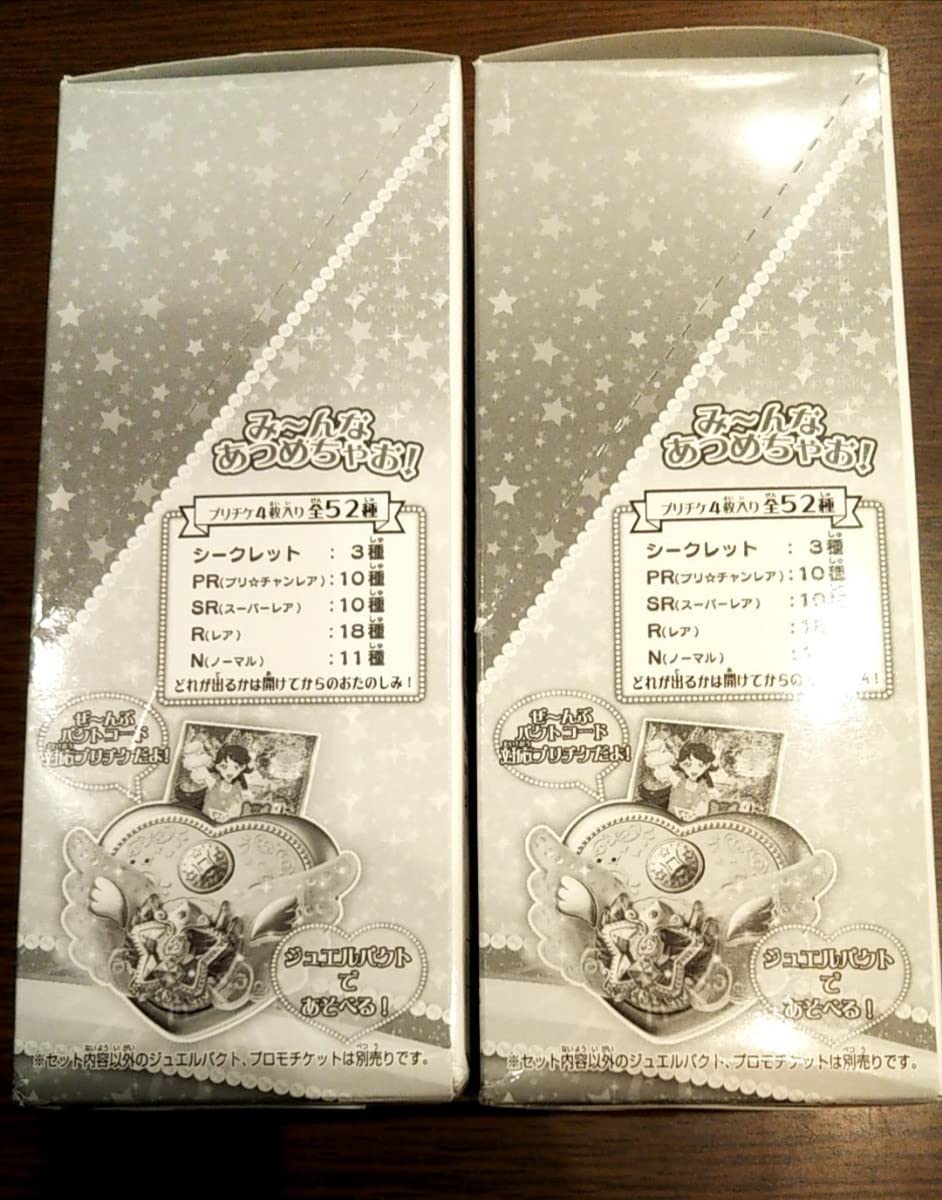 み〜んな
あつめちゃお!
プリチケ4枚入り全52種
シークレット : 3種
PR(プリ☆チャンレア):10種
SR(スーパーレア) :10種
R(レア) :18種
N(ノーマル) :11種
どれが出るかは開けてからのおたのしみ!
ぜ〜んぶ
パクトコード
対応プリチケだよ!
ジュエルパクト
で
あそべる!
※セット内容以外のジュエルパクト、プロモチケットは別売りです。
み〜んな
あつめちゃお!
プリチケ4枚入り全52種
シークレット : 3種
PR(プリ☆チャンレア):10種
SR(スーパーレア) :10
R(レア) :
N(ノーマル) :
どれが出るかは開けてからの
ぜ〜んぶ
パクトコード
対応プリチケだよ!
ジュエルパクト
で
あそべる!
※セット内容以外のジュエルパクト、プロモチケットは別売りです。